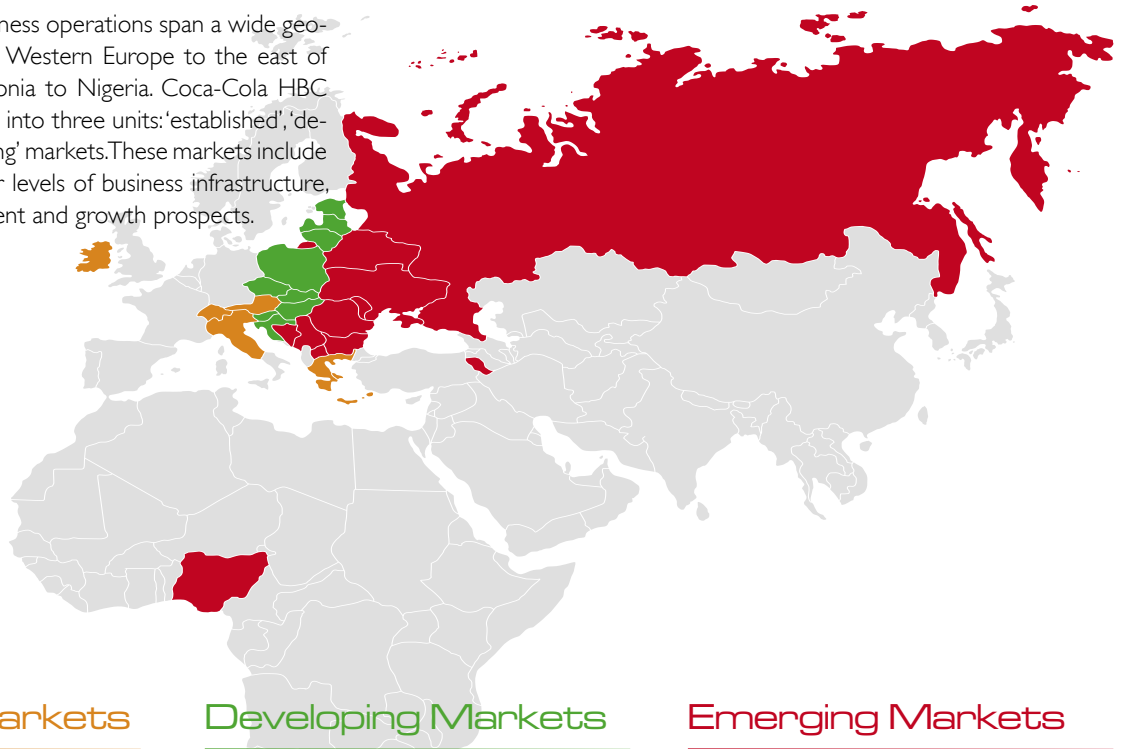 ness operations span a wide geo-
Western Europe to the east of
onia to Nigeria. Coca-Cola HBC
into three units: 'established', 'de-
ng' markets. These markets include
r levels of business infrastructure,
ent and growth prospects.
arkets
Developing Markets
Emerging Markets